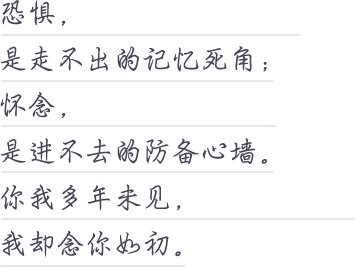 恐惧，
是走不出的记忆死角；
怀念，
是进不去的防备心墙。
你我多年未见，
我却念你如初。